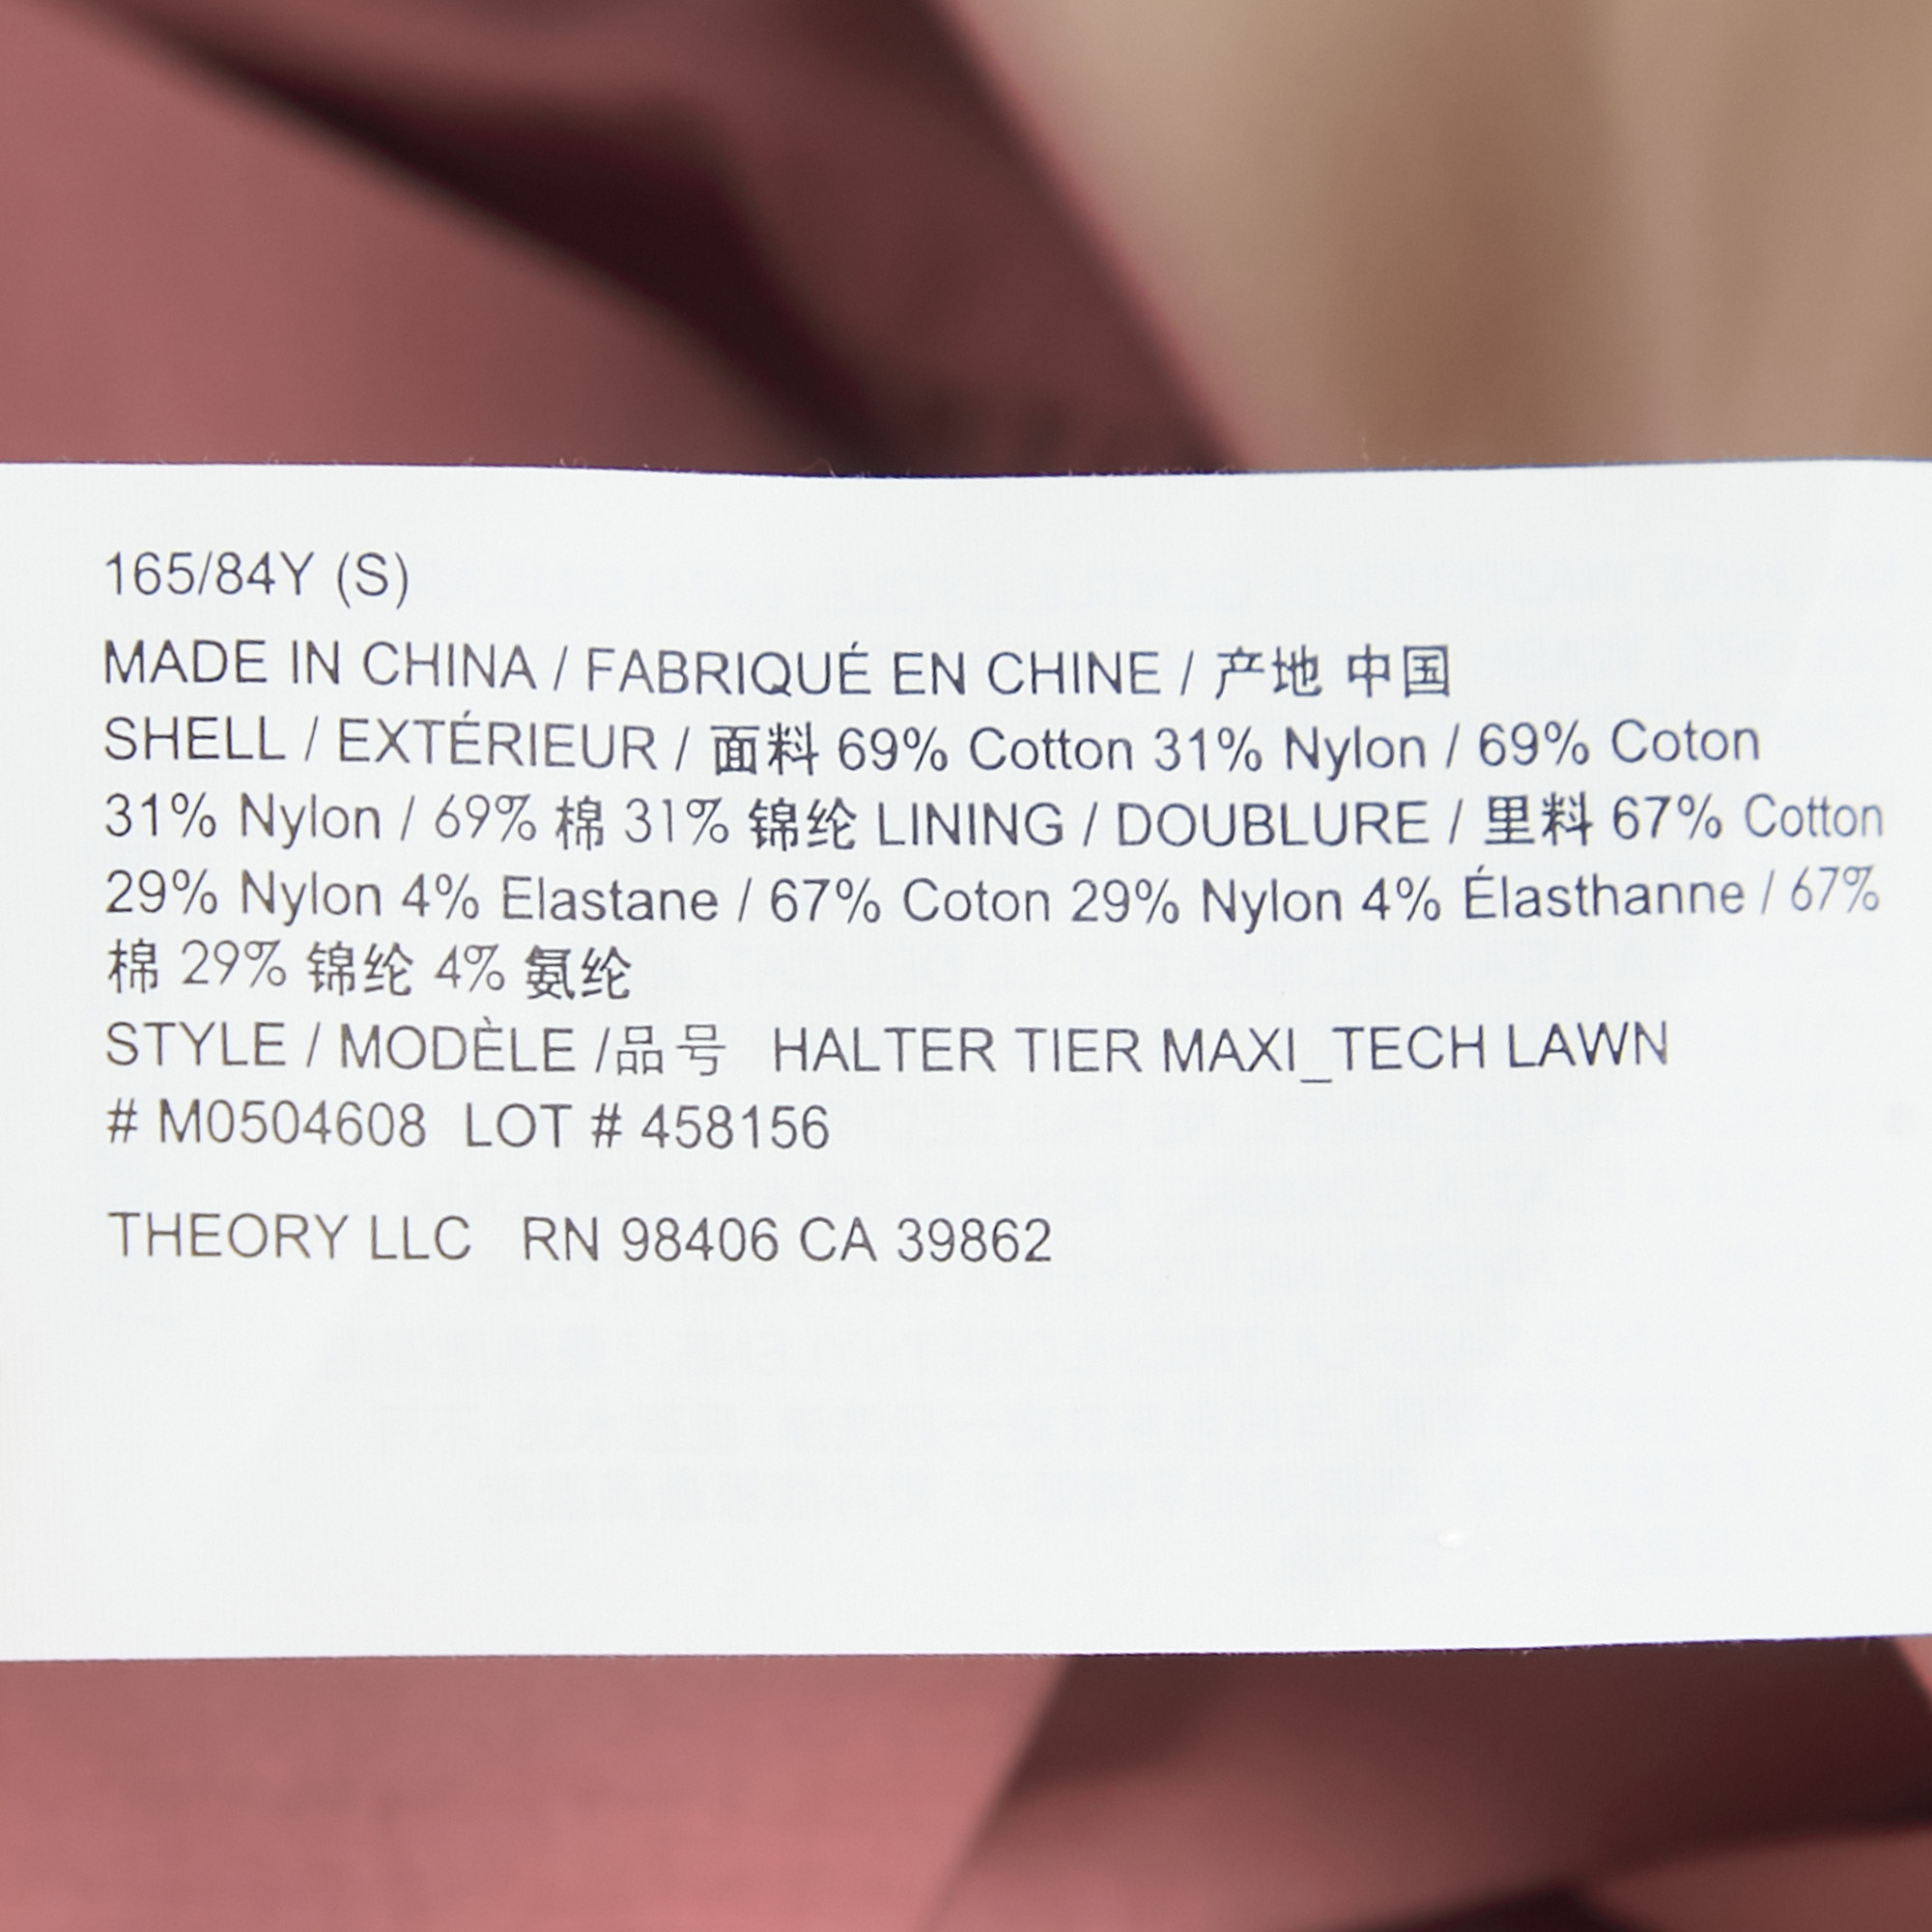 165/84Y (S)
MADE IN CHINA / FABRIQUÉ EN CHINE / 产地 中国
SHELL / EXTÉRIEUR / 面料 69% Cotton 31% Nylon / 69% Coton
31% Nylon / 69% 棉 31% 锦纶 LINING / DOUBLURE / 里料 67% Cotton
29% Nylon 4% Elastane / 67% Coton 29% Nylon 4% Élasthanne / 67%
棉 29% 锦纶 4% 氨纶
STYLE / MODÈLE /品号 HALTER TIER MAXI_TECH LAWN
# M0504608 LOT # 458156
THEORY LLC RN 98406 CA 39862